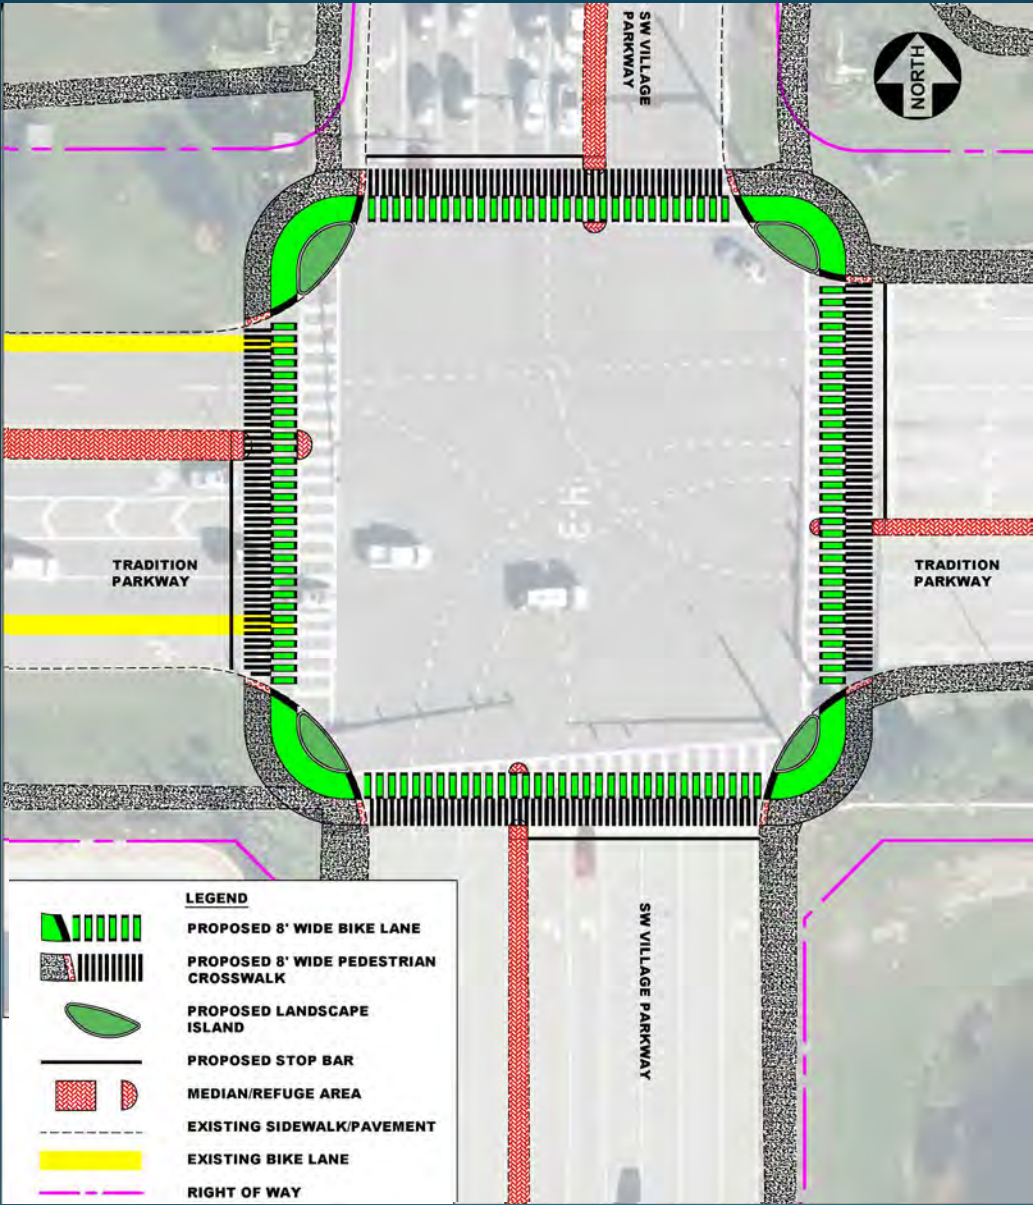 SW VILLAGE
PARKWAY
NORTH
TRADITION
PARKWAY
TRADITION
PARKWAY
SW VILLAGE PARKWAY
LEGEND
PROPOSED 8' WIDE BIKE LANE
PROPOSED 8' WIDE PEDESTRIAN
CROSSWALK
PROPOSED LANDSCAPE
ISLAND
PROPOSED STOP BAR
MEDIAN/REFUGE AREA
EXISTING SIDEWALK/PAVEMENT
EXISTING BIKE LANE
RIGHT OF WAY